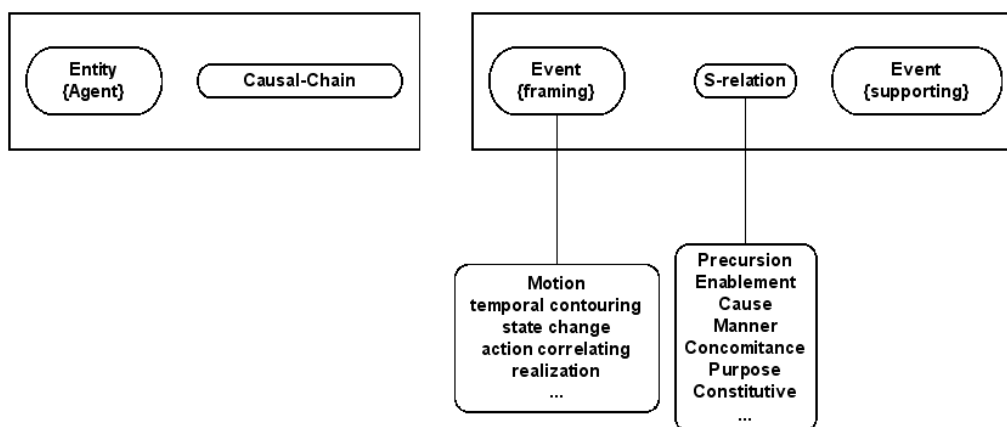 Entity
{Agent}
Causal-Chain
Event
{framing}
S-relation
Event
{supporting}
Motion
temporal contouring
state change
action correlating
realization
...
Precursion
Enablement
Cause
Manner
Concomitance
Purpose
Constitutive
...